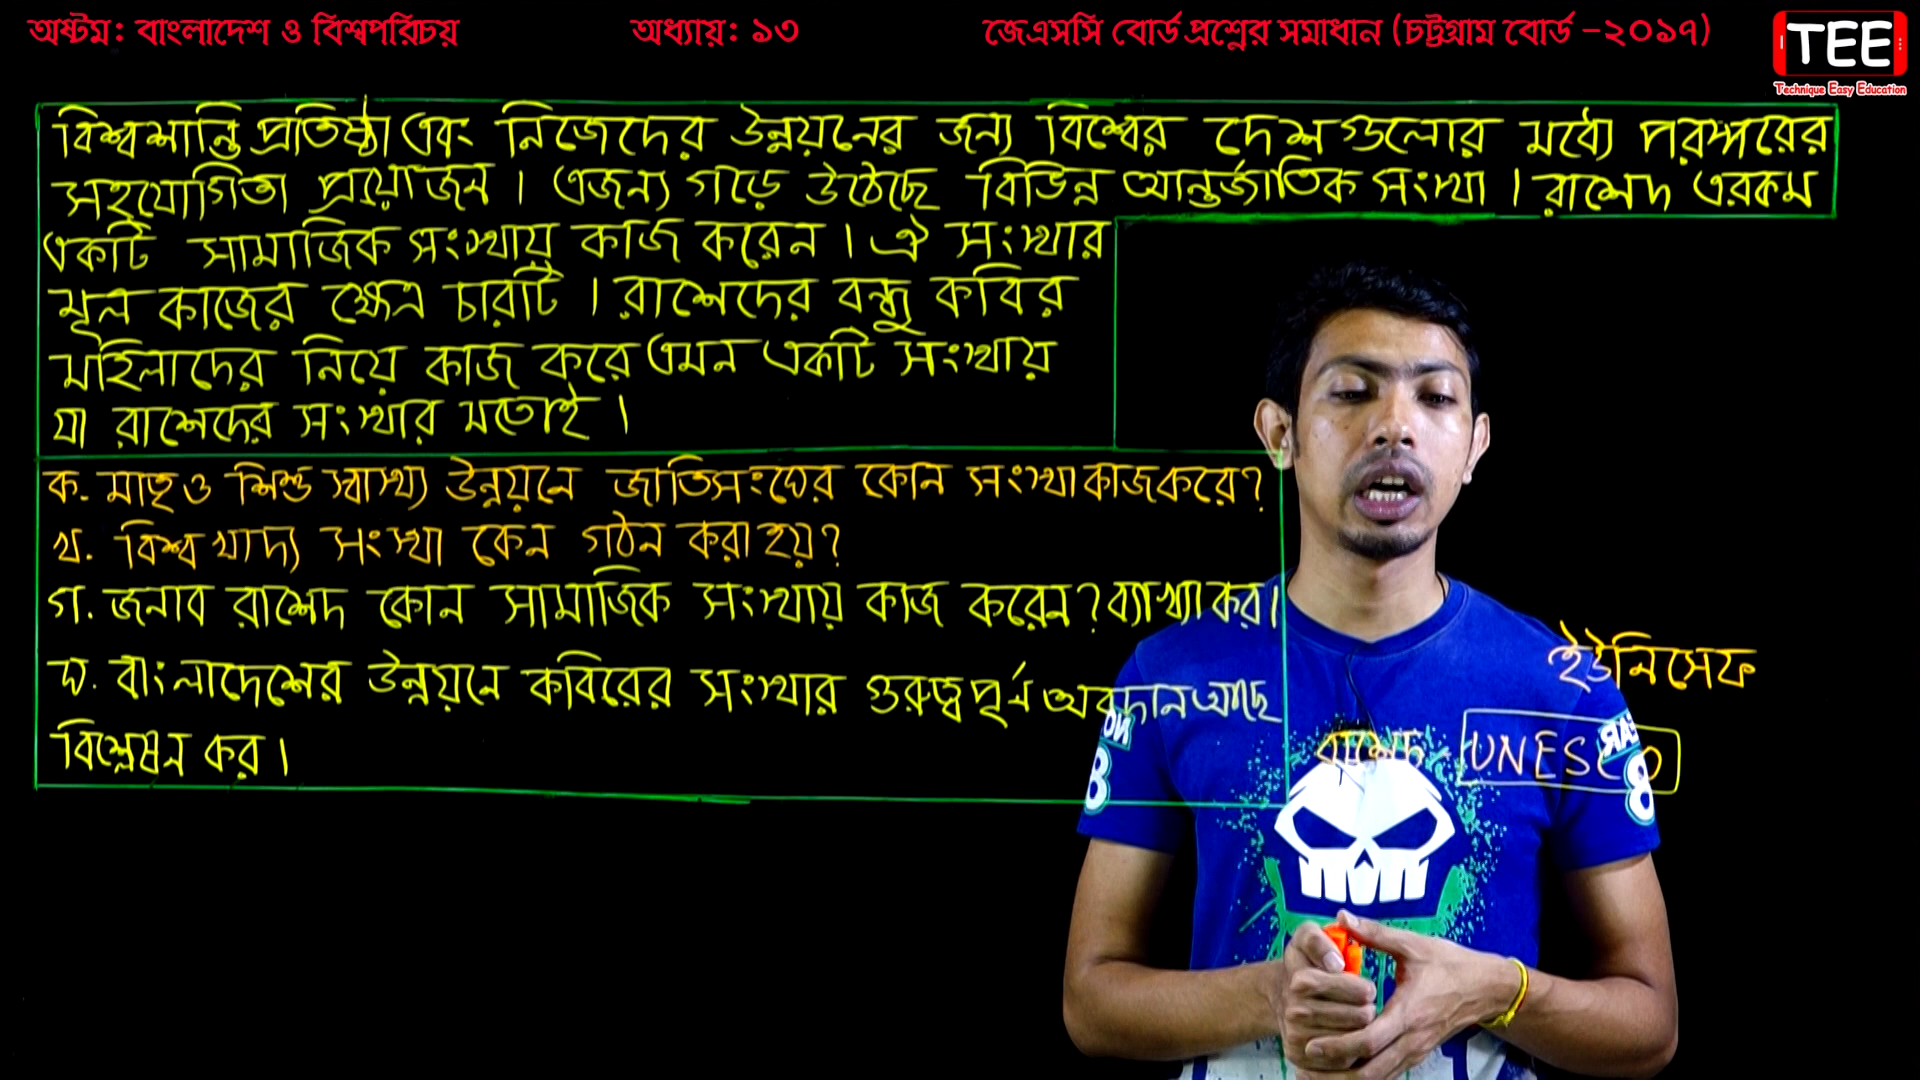 অষ্টম: বাংলাদেশ ও বিশ্বপরিচয় অধ্যায়: ১৩ জেএসসি বোর্ড প্রশ্নের সমাধান (চট্টগ্রাম বোর্ড -২০১৭)
TEE
Technique Easy Education
বিশ্বশান্তি প্রতিষ্ঠা এবং নিজেদের উন্নয়নের জন্য বিশ্বের দেশগুলোর মধ্যে পরস্পরের
সহযোগিতা প্রয়োজন । এজন্য গড়ে উঠেছে বিভিন্ন আন্তর্জাতিক সংস্থা । রাশেদ এরকম
একটি সামাজিক সংস্থায় কাজ করেন । ঐ সংস্থার
মূল কাজের ক্ষেত্র চারটি । রাশেদের বন্ধু কবির
মহিলাদের নিয়ে কাজ করে এমন একটি সংস্থায়
যা রাশেদের সংস্থার মতোই ।
ক. মাতৃ ও শিশু স্বাস্থ্য উন্নয়নে জাতিসংঘের কোন সংস্থা কাজ করে?
খ. বিশ্ব খাদ্য সংস্থা কেন গঠন করা হয়?
গ. জনাব রাশেদ কোন সামাজিক সংস্থায় কাজ করেন? ব্যাখ্যা কর।
ঘ. বাংলাদেশের উন্নয়নে কবিরের সংস্থার গুরুত্বপূর্ণ অবদান আছে
বিশ্লেষন কর ।
ইউনিসেফ
রাশেদ - UNESCO
8
8